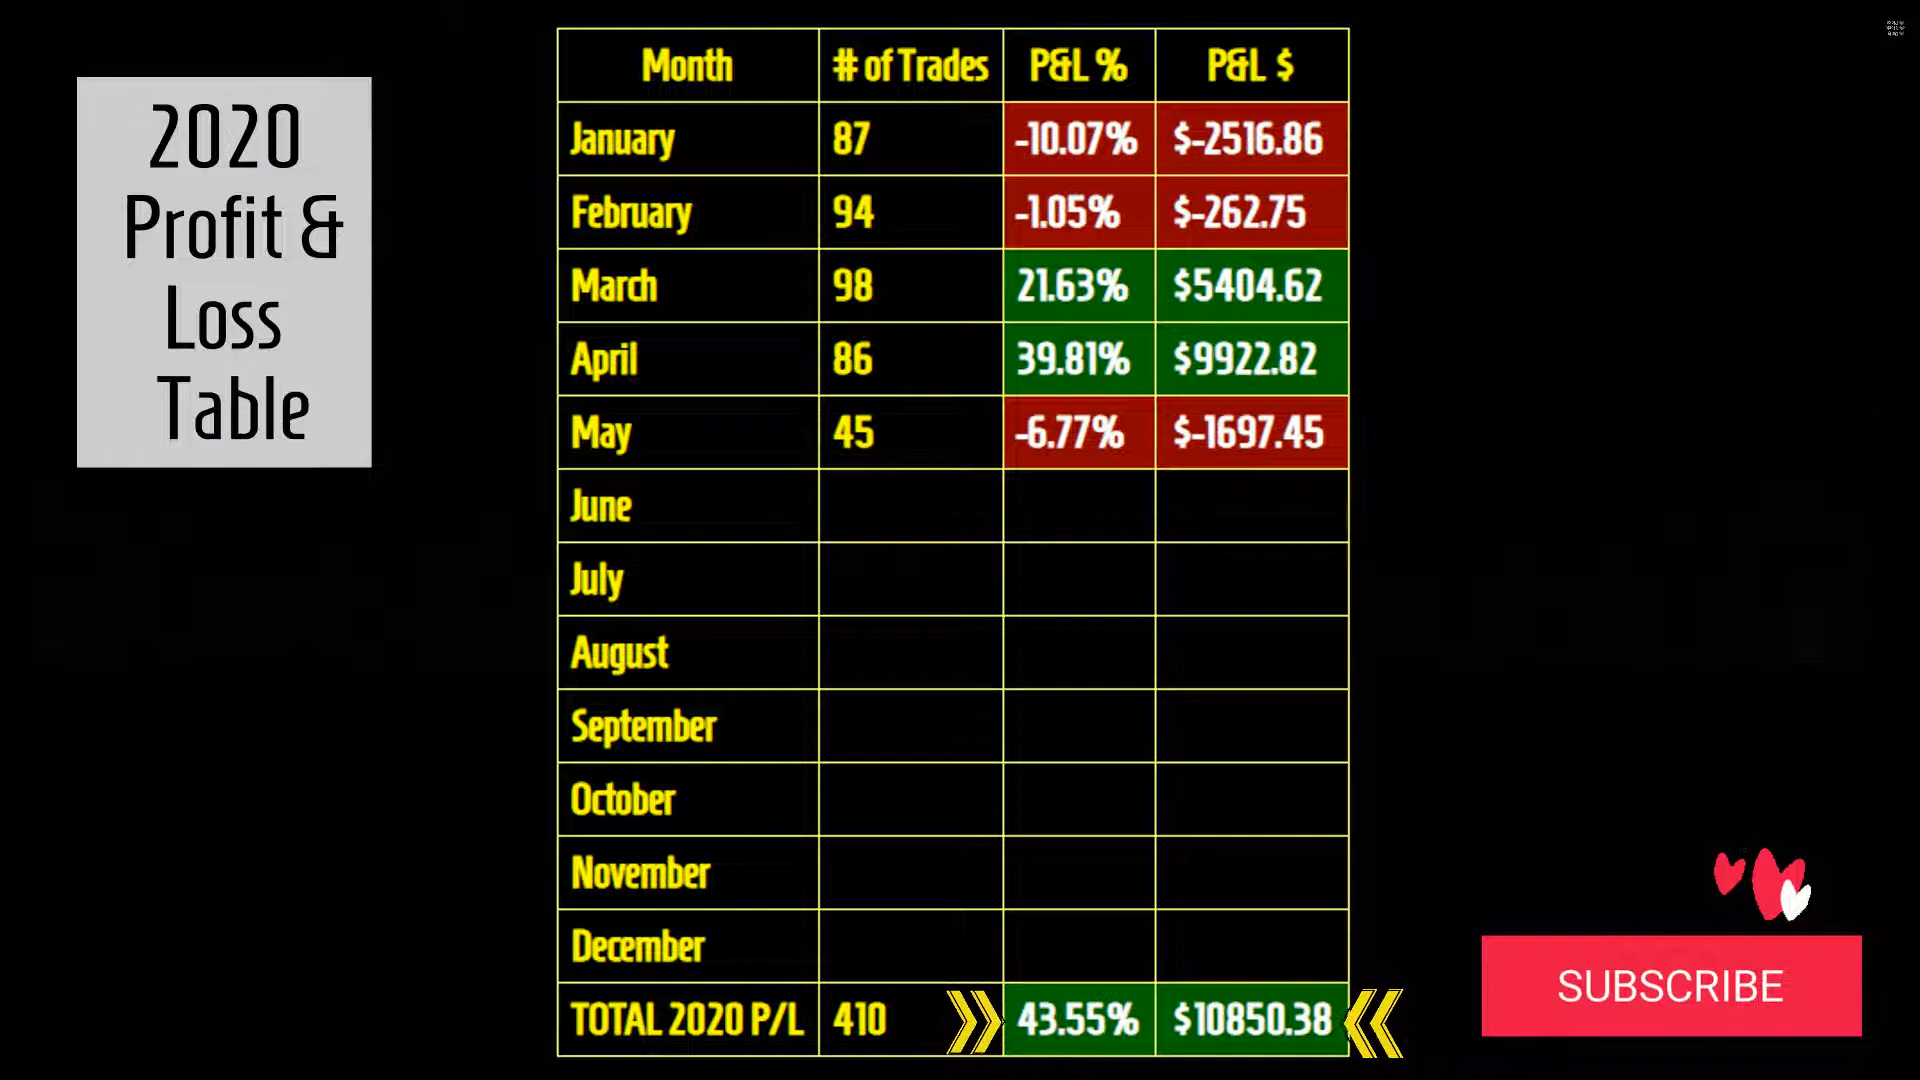 2020
Profit &
Loss
Table
Month # of Trades P&L % P&L $
January 87 -10.07% $-2516.86
February 94 -1.05% $-262.75
March 98 21.63% $5404.62
April 86 39.81% $9922.82
May 45 -6.77% $-1697.45
June
July
August
September
October
November
December
TOTAL 2020 P/L 410 43.55% $10850.38
SUBSCRIBE